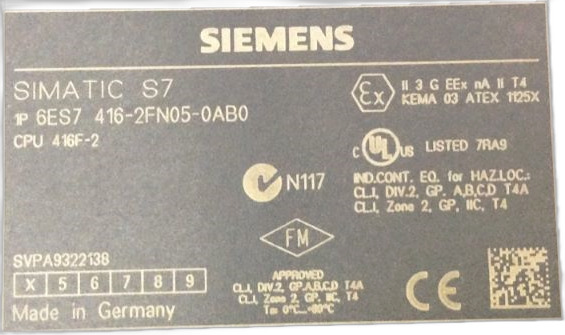 SIEMENS
SIMATIC S7
1P 6ES7 416-2FN05-0AB0
CPU 416F-2
Ex II 3 G EEx nA II T4
KEMA 03 ATEX 1125X
C UL US LISTED 7RA9
IND.CONT. EQ. for HAZ.LOC.:
CL.I, DIV.2, GP. A,B,C,D T4A
CL.I, Zone 2, GP, IIC, T4
N117
FM
APPROVED
CL.I, DIV.2, GP.A,B,C,D T4A
CL.I, Zone 2, GP. IIC, T4
SVPA9322138
X 5 6 7 8 9
Made in Germany
CE